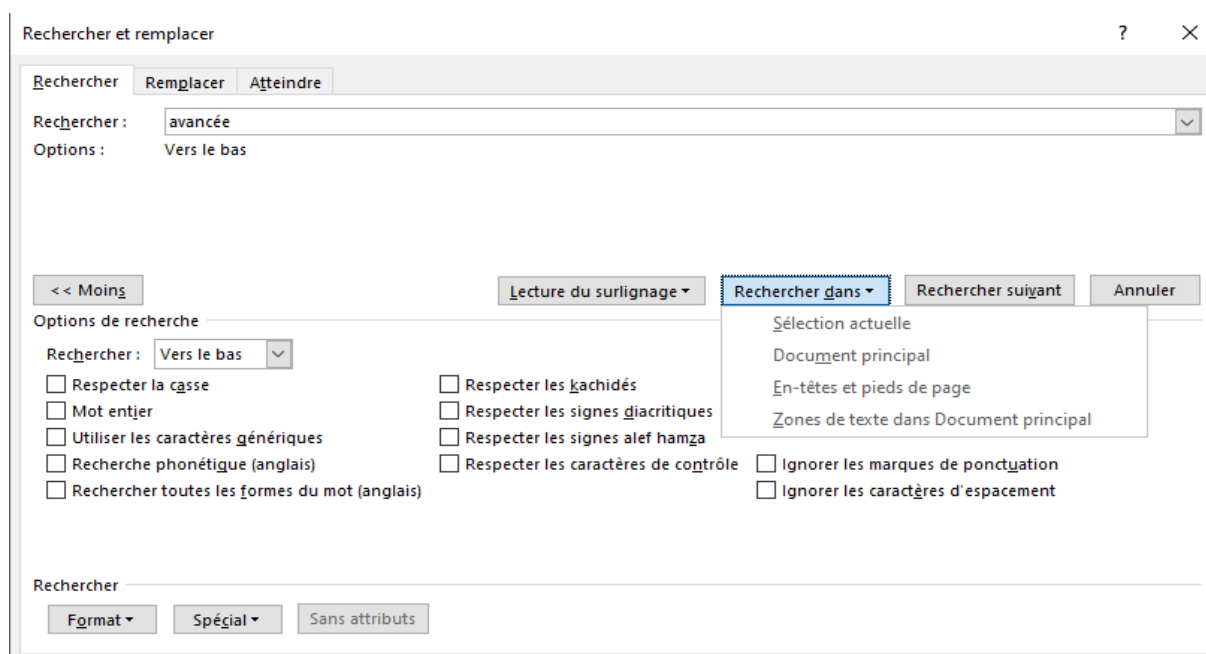 Rechercher et remplacer ?
Rechercher Remplacer Atteindre
Rechercher : avancée
Options : Vers le bas
<< Moins Lecture du surlignage Rechercher dans Rechercher suivant Annuler
Sélection actuelle
Document principal
En-têtes et pieds de page
Zones de texte dans Document principal
Options de recherche
Rechercher : Vers le bas
Respecter la casse
Mot entier
Utiliser les caractères génériques
Recherche phonétique (anglais)
Rechercher toutes les formes du mot (anglais)
Respecter les kachidés
Respecter les signes diacritiques
Respecter les signes alef hamza
Respecter les caractères de contrôle
Ignorer les marques de ponctuation
Ignorer les caractères d'espacement
Rechercher
Format Spécial Sans attributs